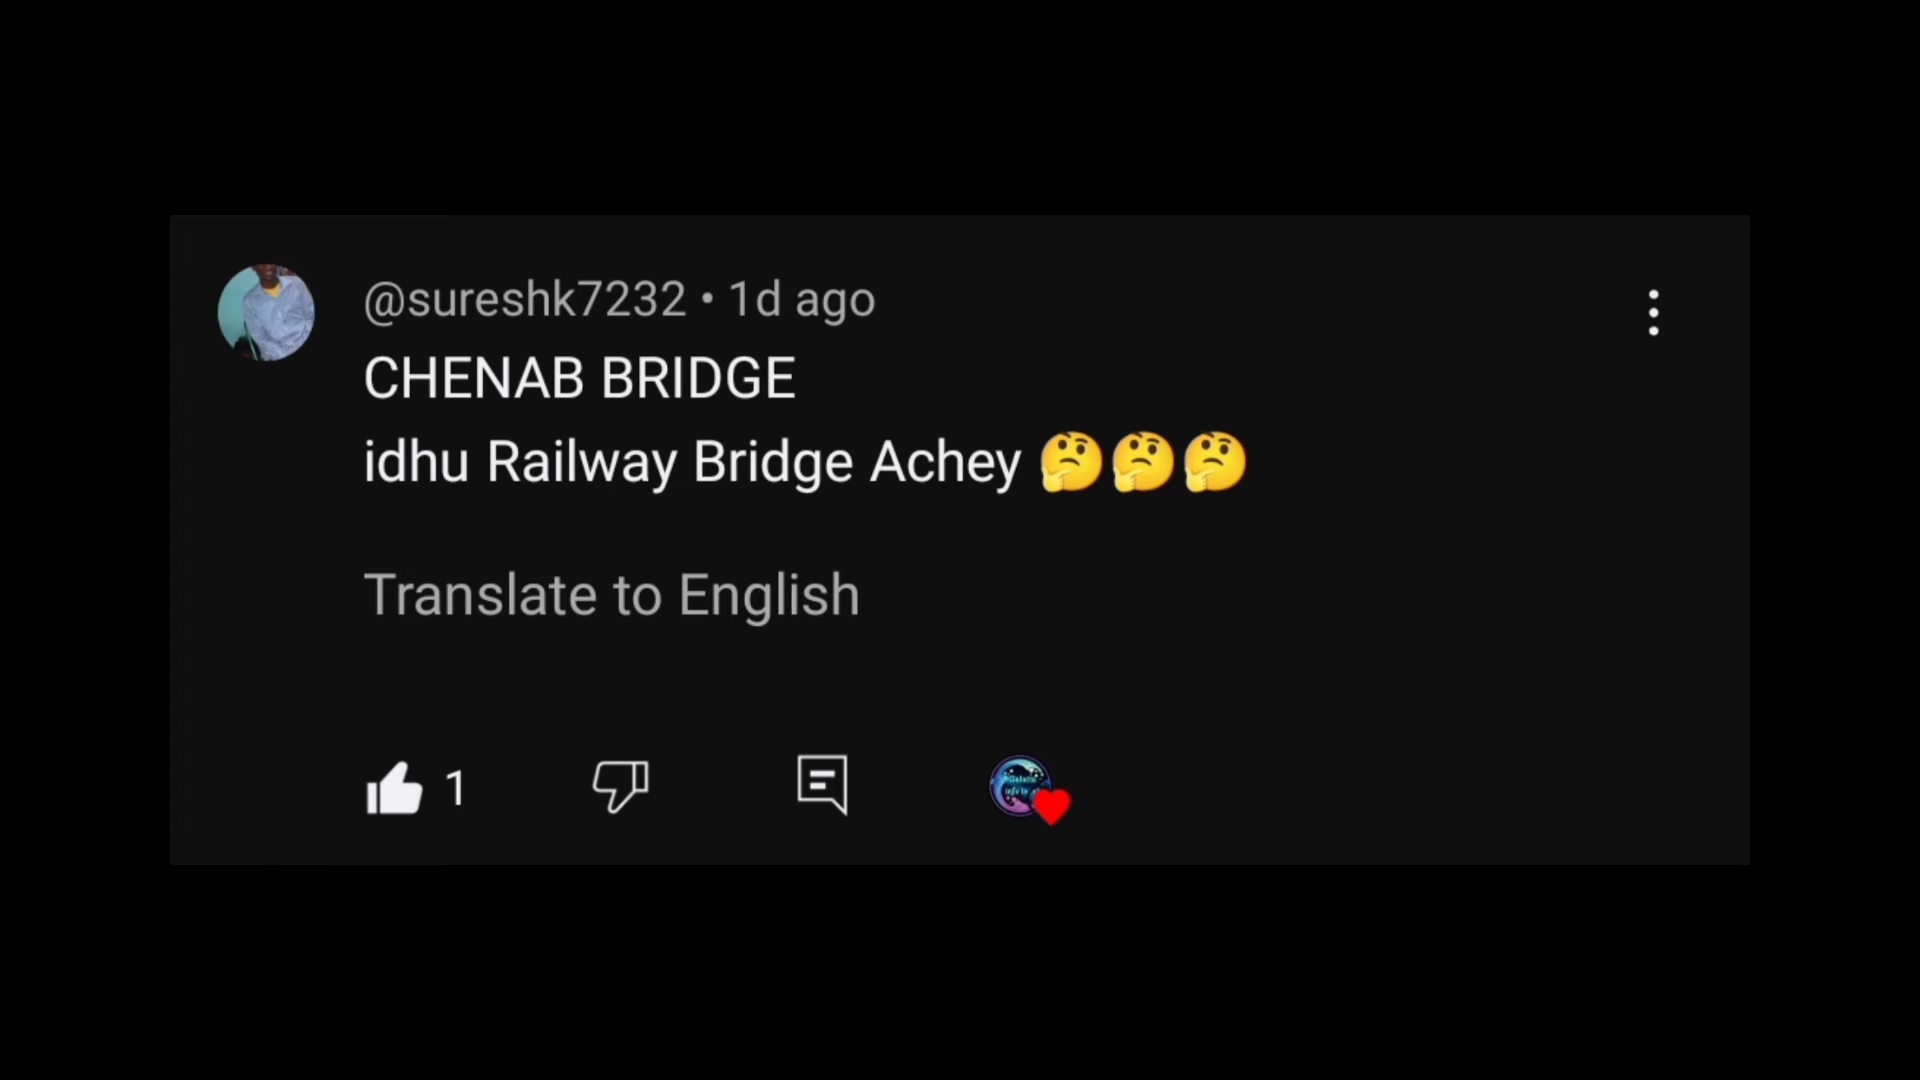 @sureshk7232 • 1d ago
CHENAB BRIDGE
idhu Railway Bridge Achey 🤔🤔🤔
Translate to English
1